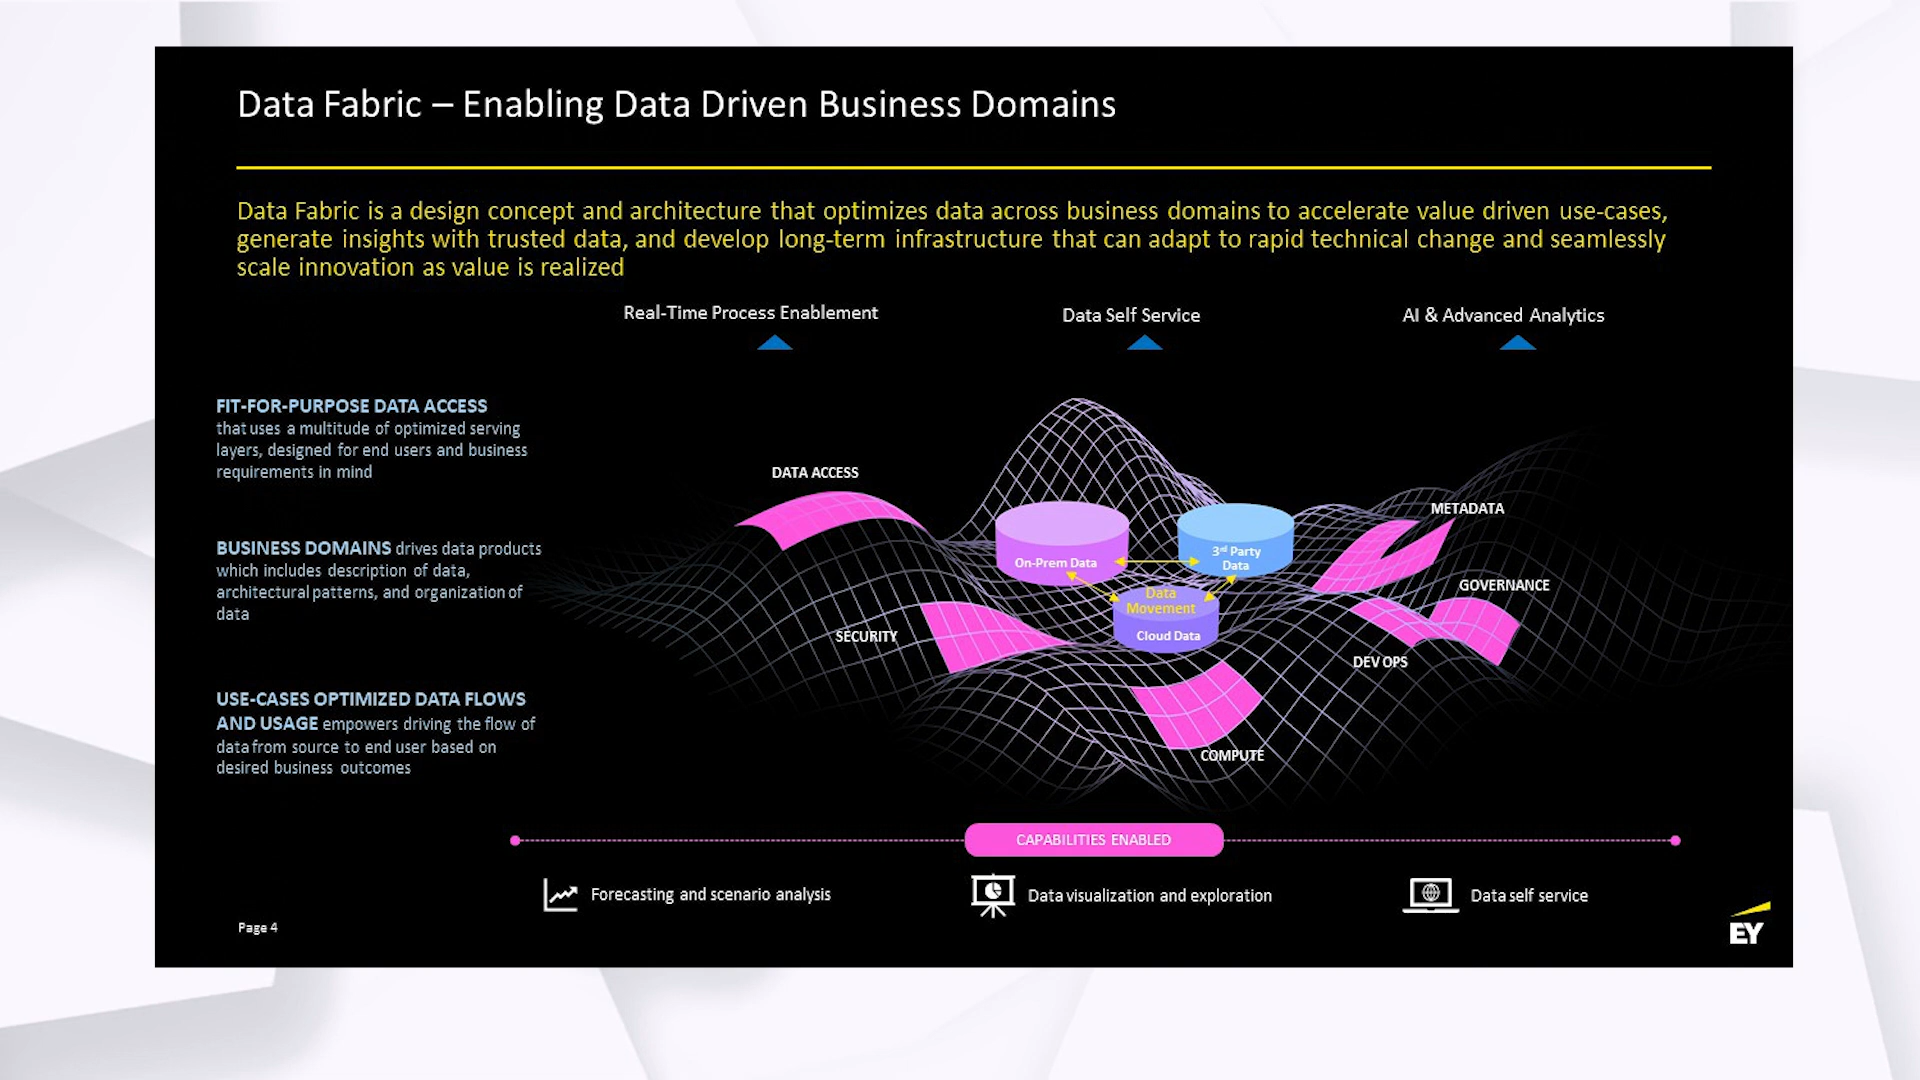 Data Fabric – Enabling Data Driven Business Domains
Data Fabric is a design concept and architecture that optimizes data across business domains to accelerate value driven use-cases,
generate insights with trusted data, and develop long-term infrastructure that can adapt to rapid technical change and seamlessly
scale innovation as value is realized
Real-Time Process Enablement
Data Self Service
AI & Advanced Analytics
FIT-FOR-PURPOSE DATA ACCESS
that uses a multitude of optimized serving
layers, designed for end users and business
requirements in mind
BUSINESS DOMAINS drives data products
which includes description of data,
architectural patterns, and organization of
data
USE-CASES OPTIMIZED DATA FLOWS
AND USAGE empowers driving the flow of
data from source to end user based on
desired business outcomes
DATA ACCESS
METADATA
On-Prem Data
3rd Party
Data
Data
Movement
Cloud Data
GOVERNANCE
SECURITY
DEV OPS
COMPUTE
CAPABILITIES ENABLED
Forecasting and scenario analysis
Data visualization and exploration
Data self service
Page 4
EY